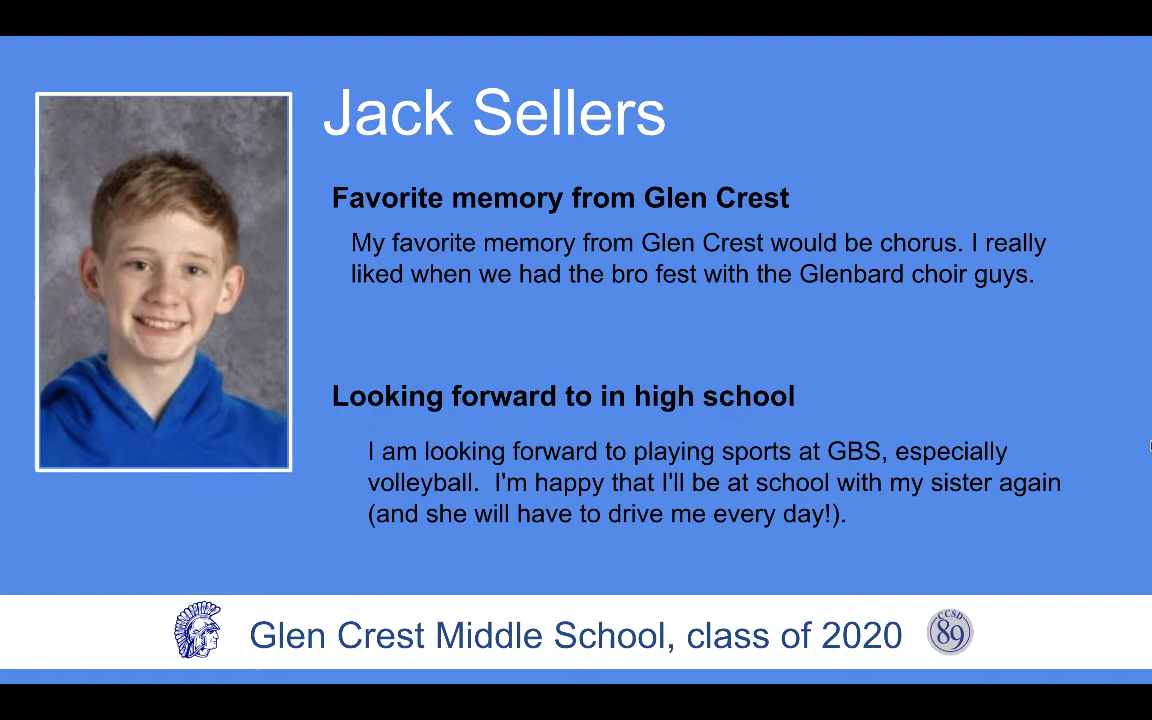 Jack Sellers
Favorite memory from Glen Crest
My favorite memory from Glen Crest would be chorus. I really
liked when we had the bro fest with the Glenbard choir guys.
Looking forward to in high school
I am looking forward to playing sports at GBS, especially
volleyball.  I'm happy that I'll be at school with my sister again
(and she will have to drive me every day!).
Glen Crest Middle School, class of 2020
CCSD
89